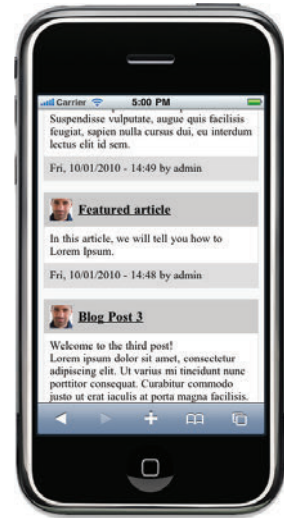 Carrier 5:00 PM
Suspendisse vulputate, augue quis facilisis
feugiat, sapien nulla cursus dui, eu interdum
lectus elit id sem.
Fri, 10/01/2010 - 14:49 by admin
Featured article
In this article, we will tell you how to
Lorem Ipsum.
Fri, 10/01/2010 - 14:48 by admin
Blog Post 3
Welcome to the third post!
Lorem ipsum dolor sit amet, consectetur
adipiscing elit. Ut varius mi tincidunt nunc
porttitor consequat. Curabitur commodo
justo ut erat iaculis at porta magna facilisis.